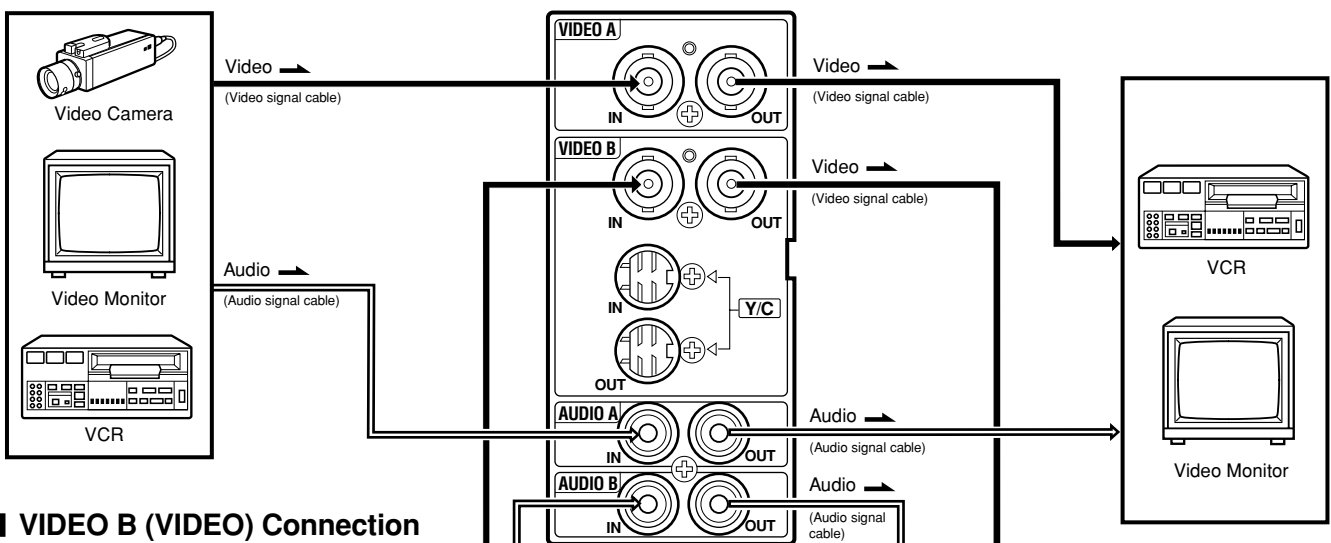 Video Camera
Video Monitor
VCR
Video
(Video signal cable)
Audio
(Audio signal cable)
VIDEO A
IN
OUT
VIDEO B
IN
OUT
IN
Y/C
OUT
AUDIO A
IN
OUT
AUDIO B
IN
OUT
Video
(Video signal cable)
Video
(Video signal cable)
Audio
(Audio signal cable)
Audio
(Audio signal
cable)
VCR
Video Monitor
VIDEO B (VIDEO) Connection